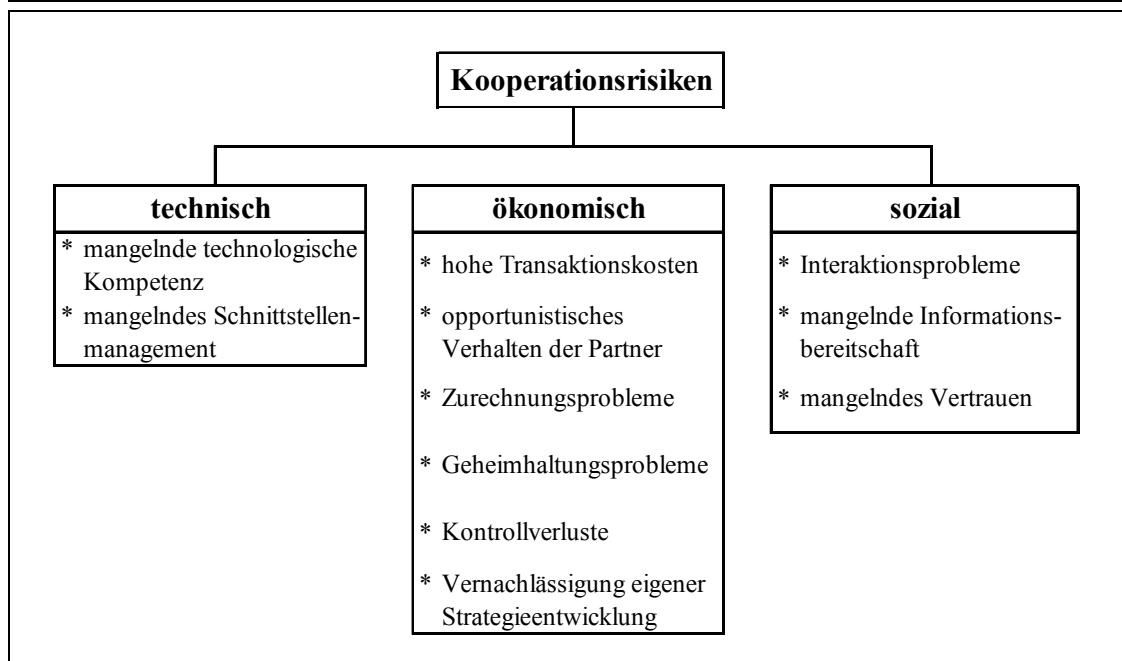 Kooperationsrisiken
technisch
* mangelnde technologische
Kompetenz
* mangelndes Schnittstellen-
management
ökonomisch
* hohe Transaktionskosten
* opportunistisches
Verhalten der Partner
* Zurechnungsprobleme
* Geheimhaltungsprobleme
* Kontrollverluste
* Vernachlässigung eigener
Strategieentwicklung
sozial
* Interaktionsprobleme
* mangelnde Informations-
bereitschaft
* mangelndes Vertrauen